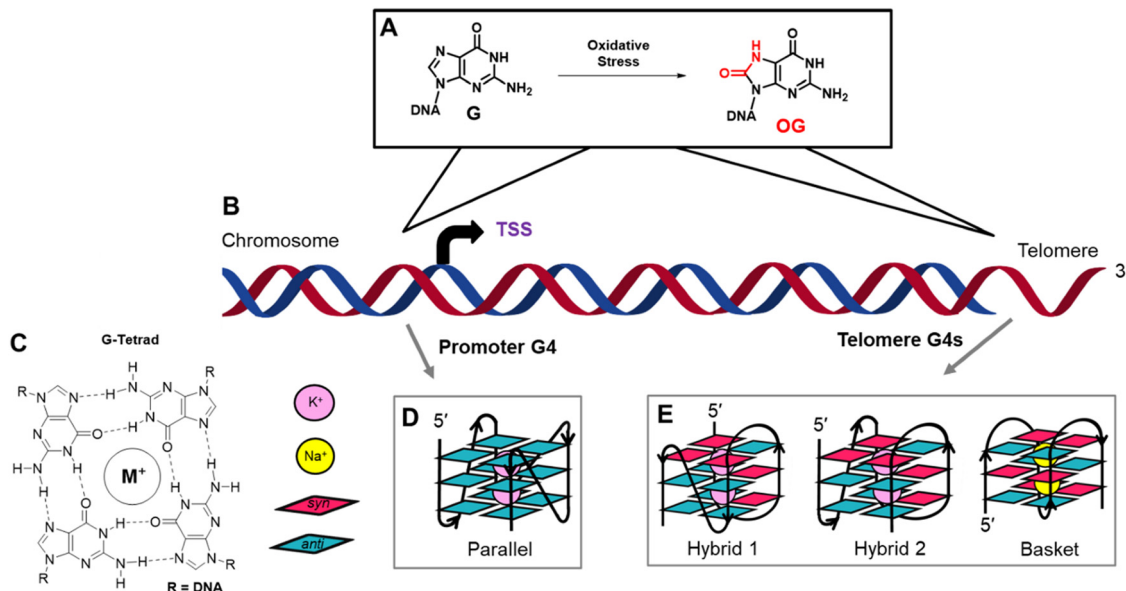 A
O
N
NH
N
N
NH2
DNA
G
Oxidative
Stress
H
N
O
O
NH
N
N
NH2
DNA
OG
B
Chromosome
TSS
Telomere
3
Promoter G4
Telomere G4s
C
G-Tetrad
R
N
N
N
O
N
H
N
H
H
H
N
H
N
N
O
N
N
R
M+
N
N
R
N
O
N
H
N
H
H
O
H
N
N
H
N
H
N
N
R
R = DNA
K+
Na+
syn
anti
D
5′
Parallel
E
5′
Hybrid 1
5′
Hybrid 2
5′
Basket